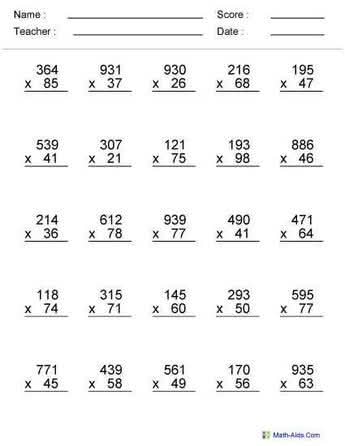 Name : Score :
Teacher : Date :
364 931 930 216 195
x 85 x 37 x 26 x 68 x 47
539 307 121 193 886
x 41 x 21 x 75 x 98 x 46
214 612 939 490 471
x 36 x 78 x 77 x 41 x 64
118 315 145 293 595
x 74 x 71 x 60 x 50 x 77
771 439 561 170 935
x 45 x 58 x 49 x 56 x 63
Math-Aids.Com